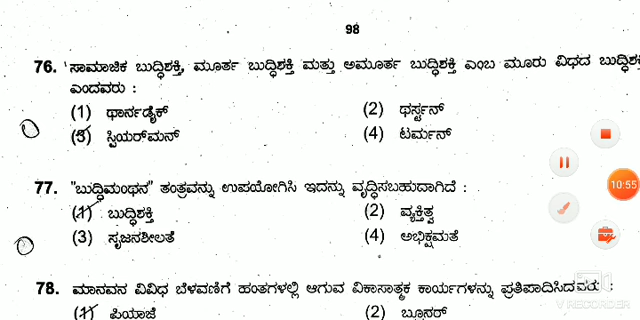 98
76. ಸಾಮಾಜಿಕ ಬುದ್ಧಿಶಕ್ತಿ, ಮೂರ್ತ ಬುದ್ಧಿಶಕ್ತಿ ಮತ್ತು ಅಮೂರ್ತ ಬುದ್ಧಿಶಕ್ತಿ ಎಂಬ ಮೂರು ವಿಧದ
ಎಂದವರು :
(1) ಥಾರ್ನಡೈಕ್ (2) ಥರ್ಸ್ಟನ್
(3) ಸ್ಪಿಯರ್‌ಮನ್ (4) ಟರ್ಮನ್
77. "ಬುದ್ಧಿಮಂಥನ" ತಂತ್ರವನ್ನು ಉಪಯೋಗಿಸಿ ಇದನ್ನು ವೃದ್ಧಿಸಬಹುದಾಗಿದೆ :
(1) ಬುದ್ಧಿಶಕ್ತಿ (2) ವ್ಯಕ್ತಿತ್ವ
(3) ಸೃಜನಶೀಲತೆ (4) ಅಭಿಕ್ಷಮತೆ
78. ಮಾನವನ ವಿವಿಧ ಬೆಳವಣಿಗೆ ಹಂತಗಳಲ್ಲಿ ಆಗುವ ವಿಕಾಸಾತ್ಮಕ ಕಾರ್ಯಗಳನ್ನು ಪ್ರತಿಪಾದಿಸಿದವರು :
(1) ಪಿಯಾಜೆ (2) ಬ್ರೂನರ್
10:55
V RECORDER